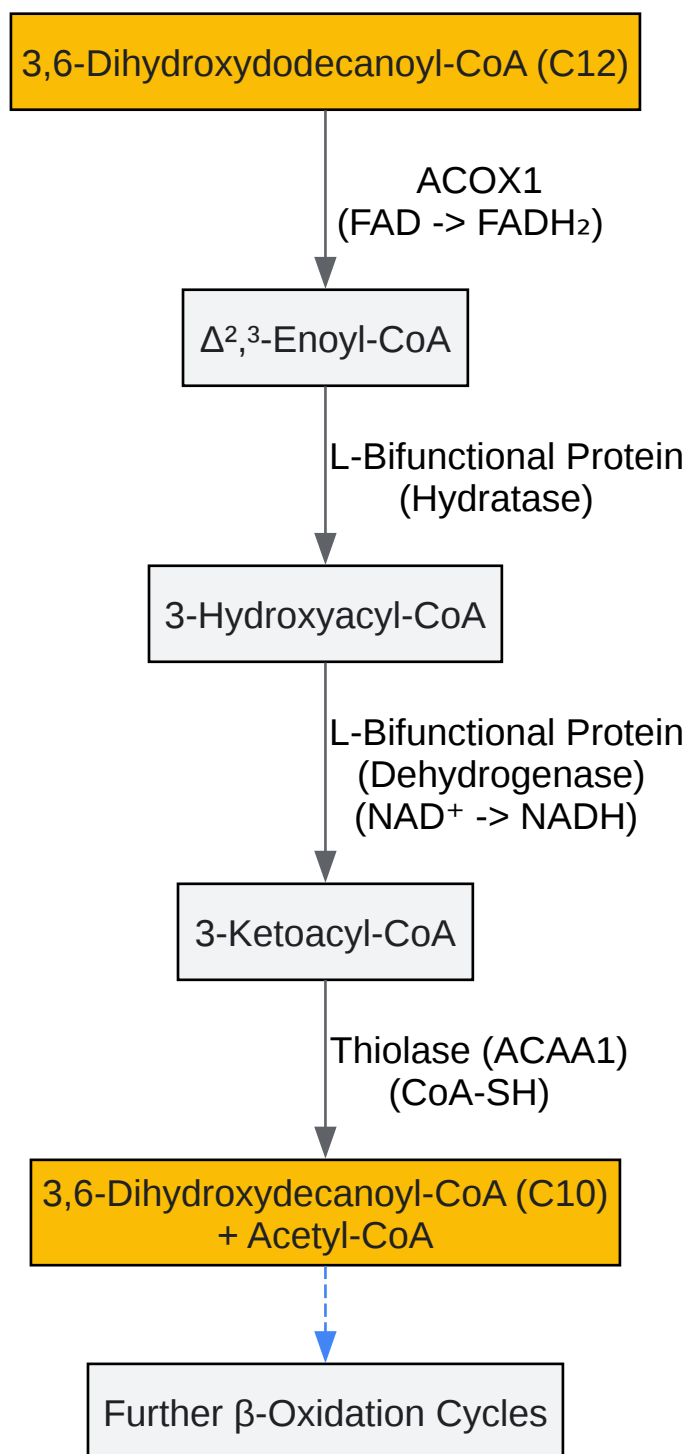 3,6-Dihydroxydodecanoyl-CoA (C12)
ACOX1
(FAD -> FADH₂)
Δ²,³-Enoyl-CoA
L-Bifunctional Protein
(Hydratase)
3-Hydroxyacyl-CoA
L-Bifunctional Protein
(Dehydrogenase)
(NAD⁺ -> NADH)
3-Ketoacyl-CoA
Thiolase (ACAA1)
(CoA-SH)
3,6-Dihydroxydecanoyl-CoA (C10)
+ Acetyl-CoA
Further β-Oxidation Cycles